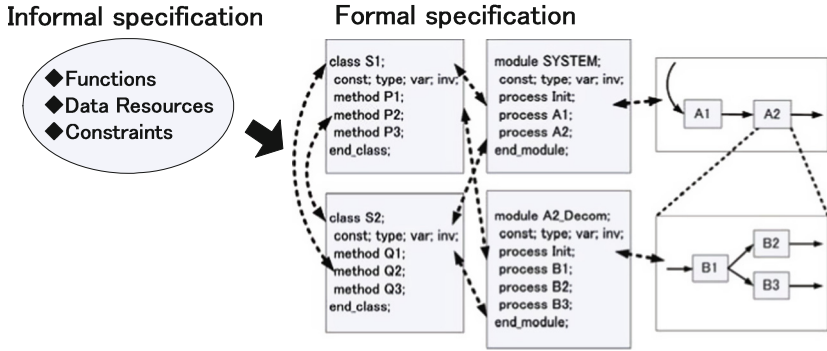 Informal specification
Formal specification
◆Functions
◆Data Resources
◆Constraints
class S1;
const; type; var; inv;
method P1;
method P2;
method P3;
end_class;
module SYSTEM;
const; type; var; inv;
process Init;
process A1;
process A2;
end_module;
A1
A2
class S2;
const; type; var; inv;
method Q1;
method Q2;
method Q3;
end_class;
module A2_Decom;
const; type; var; inv;
process Init;
process B1;
process B2;
process B3;
end_module;
B1
B2
B3